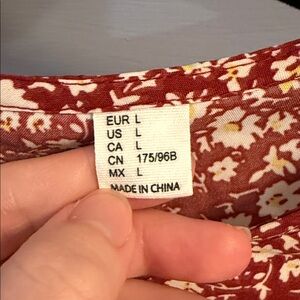 EUR L
US L
CA L
CN 175/96B
MX L
MADE IN CHINA